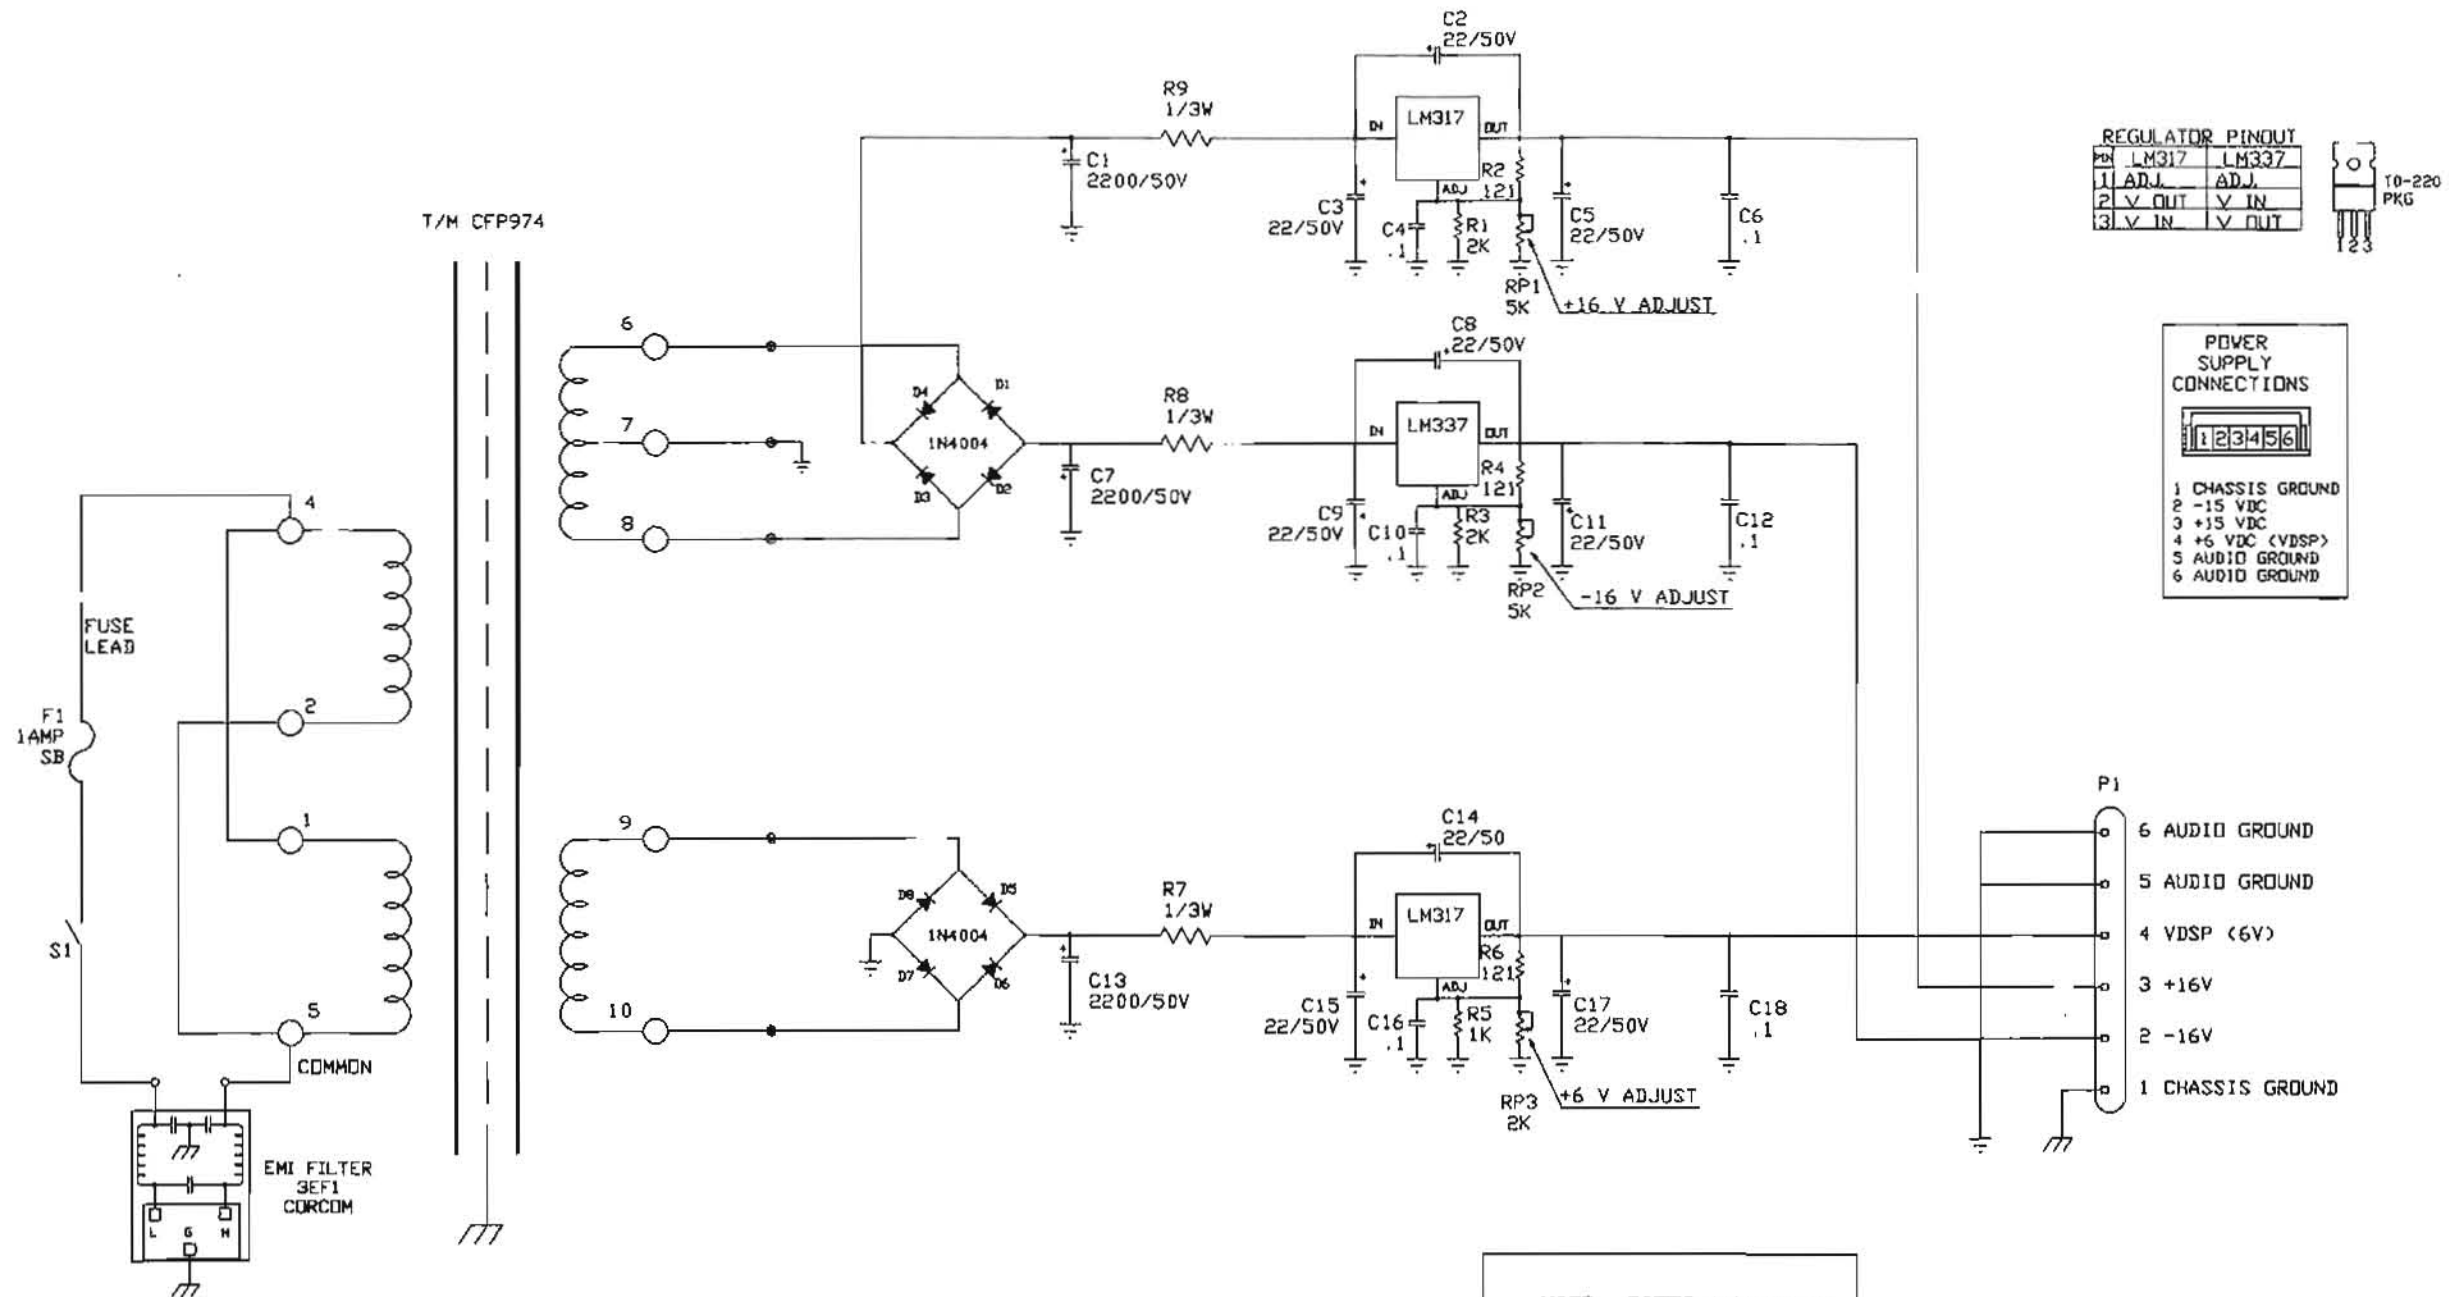 C2
22/50V
R9
1/3W
LM317
IN
OUT
ADJ
C1
2200/50V
R2
121
C3
22/50V
C4
.1
R1
2K
C5
22/50V
C6
.1
RP1
5K
+16 V ADJUST
REGULATOR PINOUT
PIN LM317 LM337
1 ADJ. ADJ.
2 V OUT V IN
3 V IN V OUT
TO-220
PKG
123
T/M CFP974
6
7
8
D4
D1
1N4004
D3
D2
C7
2200/50V
R8
1/3W
C8
22/50V
LM337
IN
OUT
ADJ
R4
121
C9
22/50V
C10
.1
R3
2K
C11
22/50V
C12
.1
RP2
5K
-16 V ADJUST
POWER
SUPPLY
CONNECTIONS
1 2 3 4 5 6
1 CHASSIS GROUND
2 -15 VDC
3 +15 VDC
4 +6 VDC (VDSP)
5 AUDIO GROUND
6 AUDIO GROUND
4
2
1
5
COMMON
FUSE
LEAD
F1
1AMP
SB
S1
EMI FILTER
3EF1
CORCOM
L G N
9
10
D8
D5
1N4004
D7
D6
C13
2200/50V
R7
1/3W
C14
22/50
LM317
IN
OUT
ADJ
R6
121
C15
22/50V
C16
.1
R5
1K
C17
22/50V
C18
.1
RP3
2K
+6 V ADJUST
P1
6 AUDIO GROUND
5 AUDIO GROUND
4 VDSP (6V)
3 +16V
2 -16V
1 CHASSIS GROUND